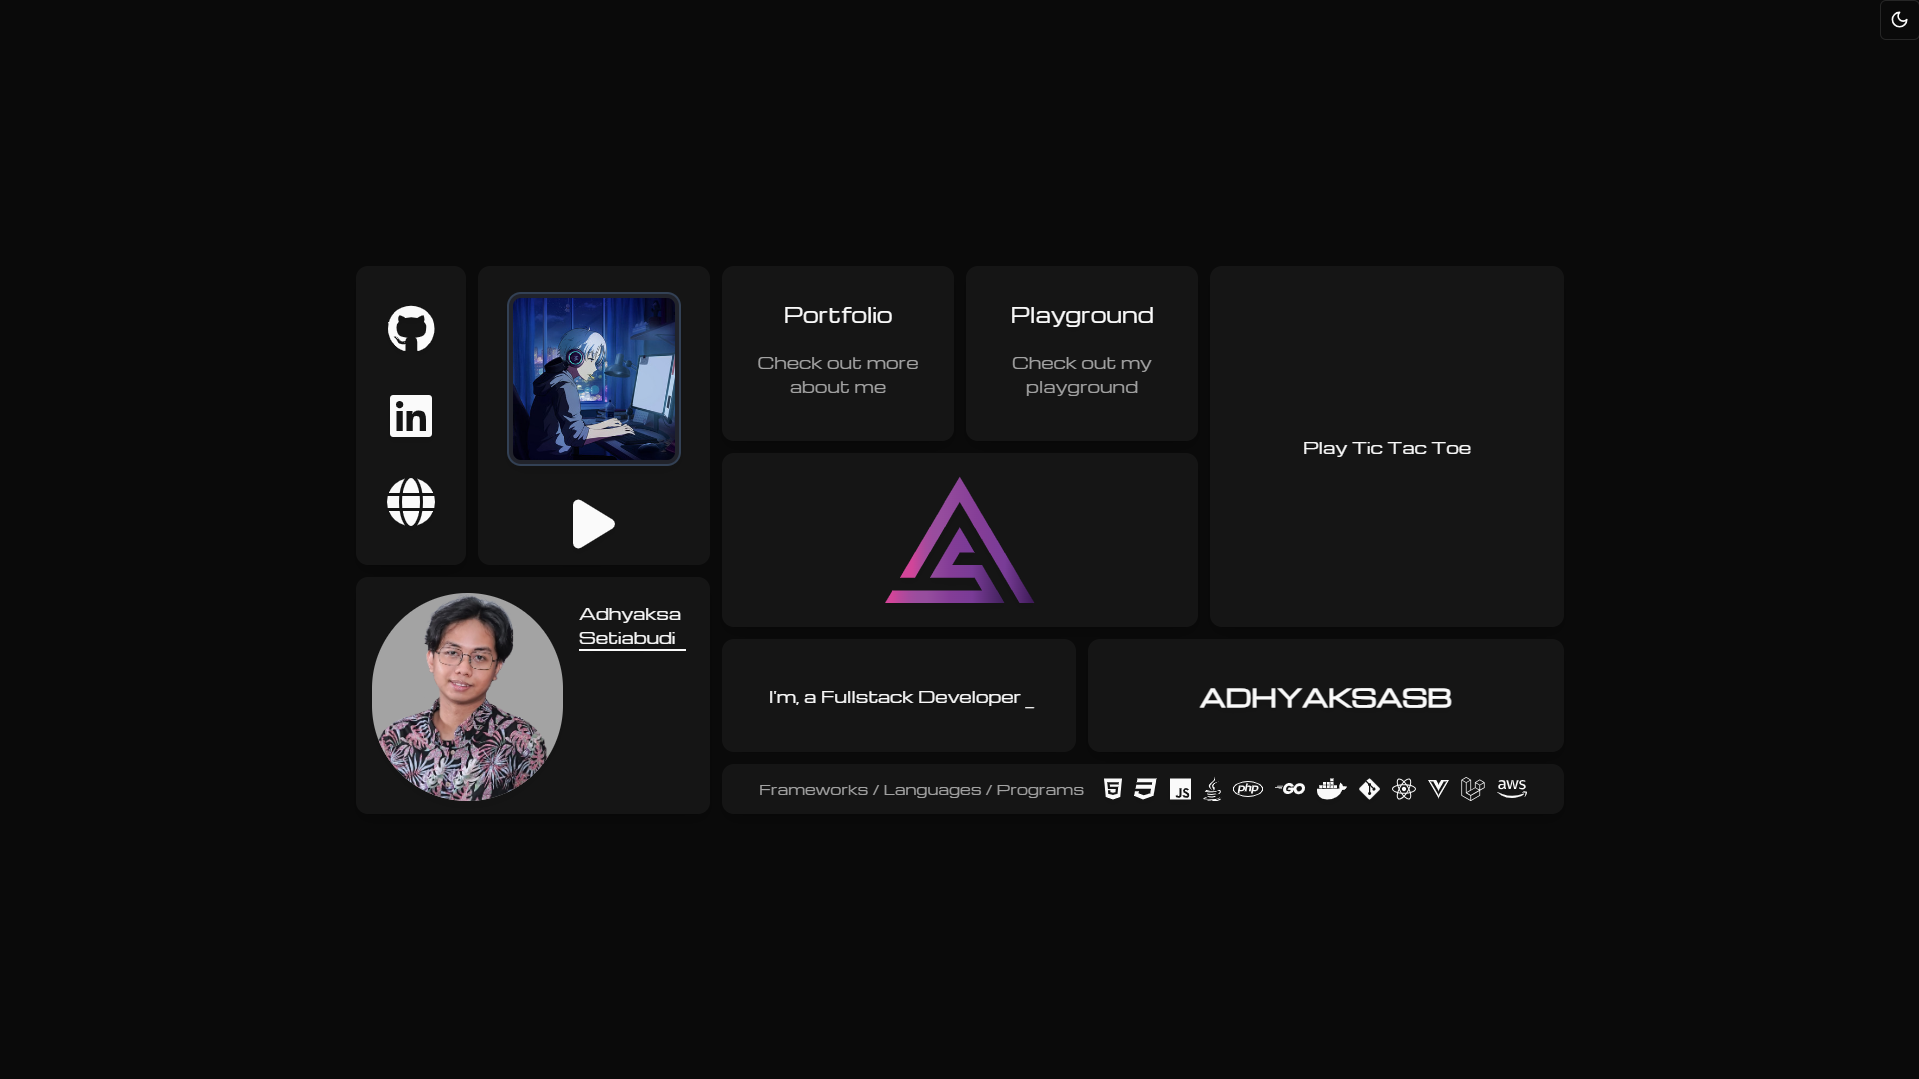 Portfolio
Check out more
about me
Playground
Check out my
playground
Play Tic Tac Toe
in
Adhyaksa
Setiabudi
I'm, a Fullstack Developer _
ADHYAKSASB
Frameworks / Languages / Programs
5 JS php GO aws